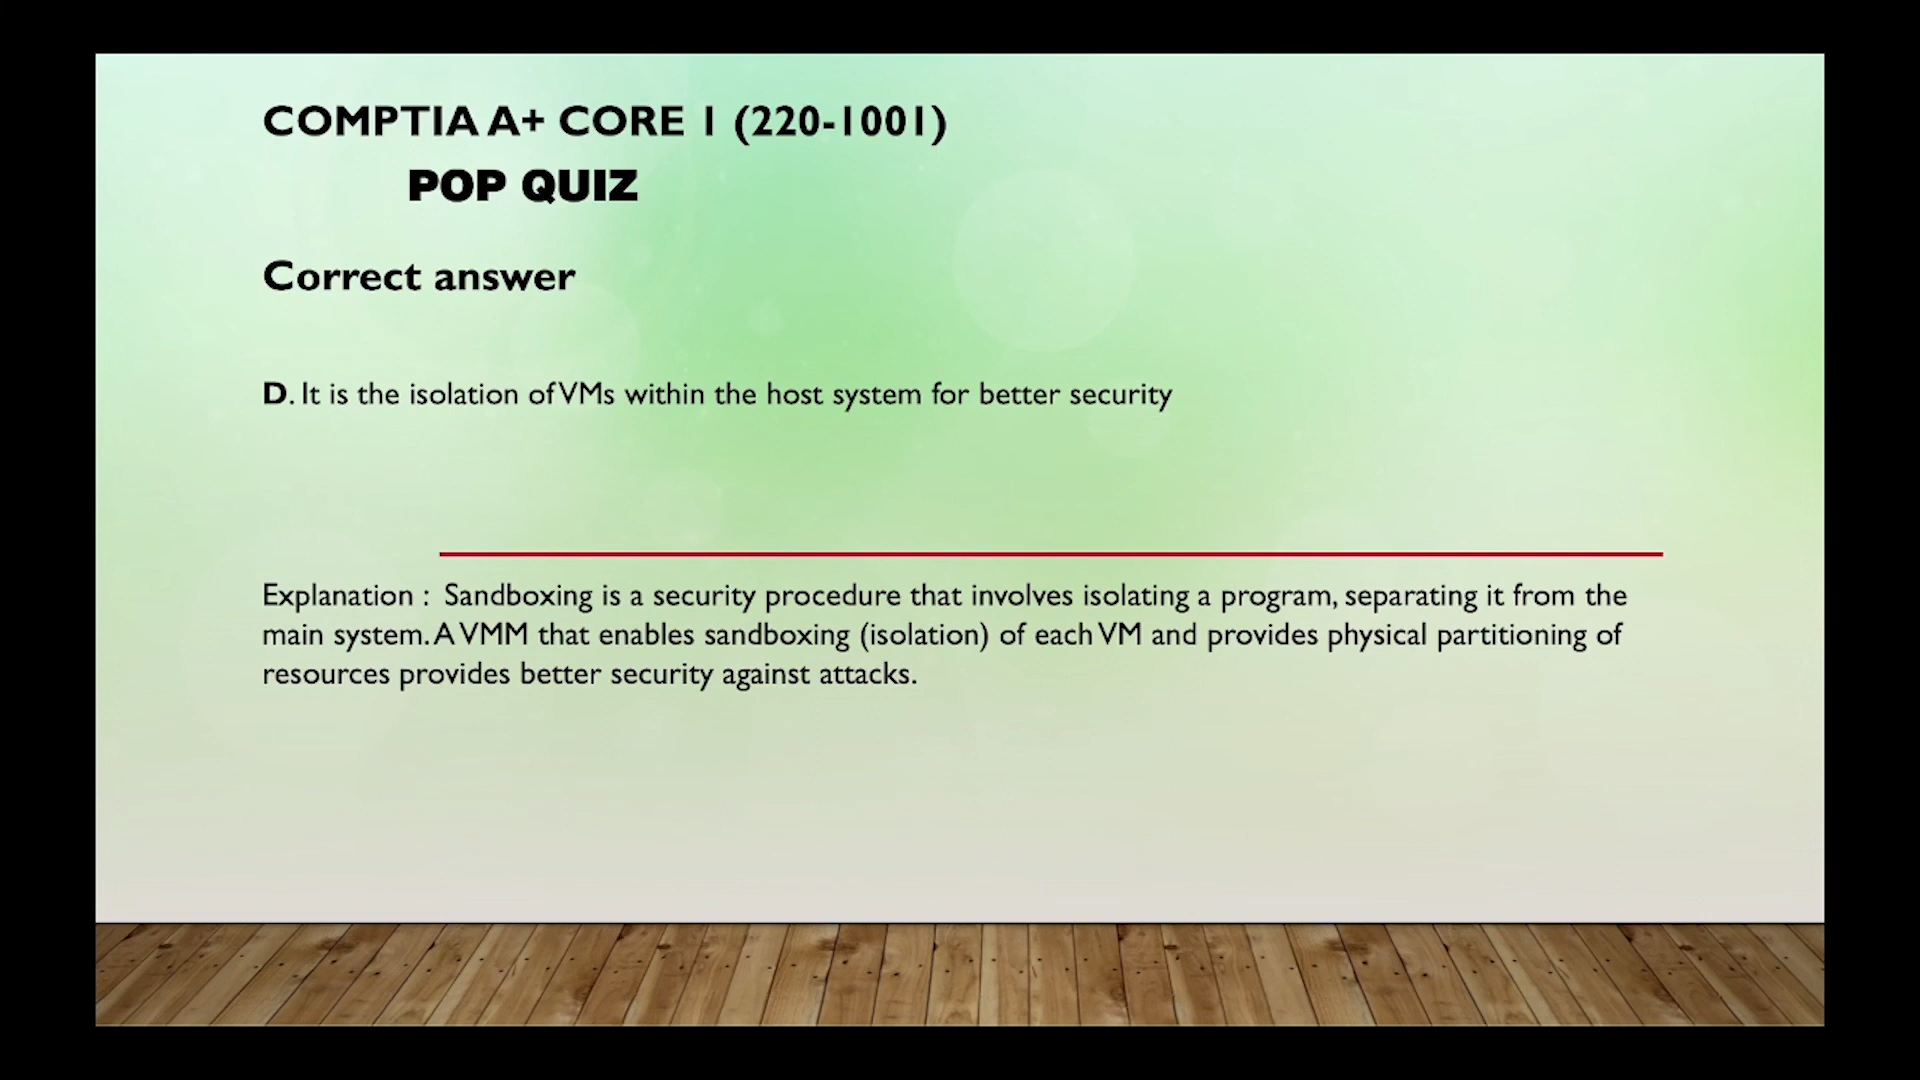 COMPTIA A+ CORE 1 (220-1001)
POP QUIZ
Correct answer
D. It is the isolation of VMs within the host system for better security
Explanation : Sandboxing is a security procedure that involves isolating a program, separating it from the
main system. A VMM that enables sandboxing (isolation) of each VM and provides physical partitioning of
resources provides better security against attacks.